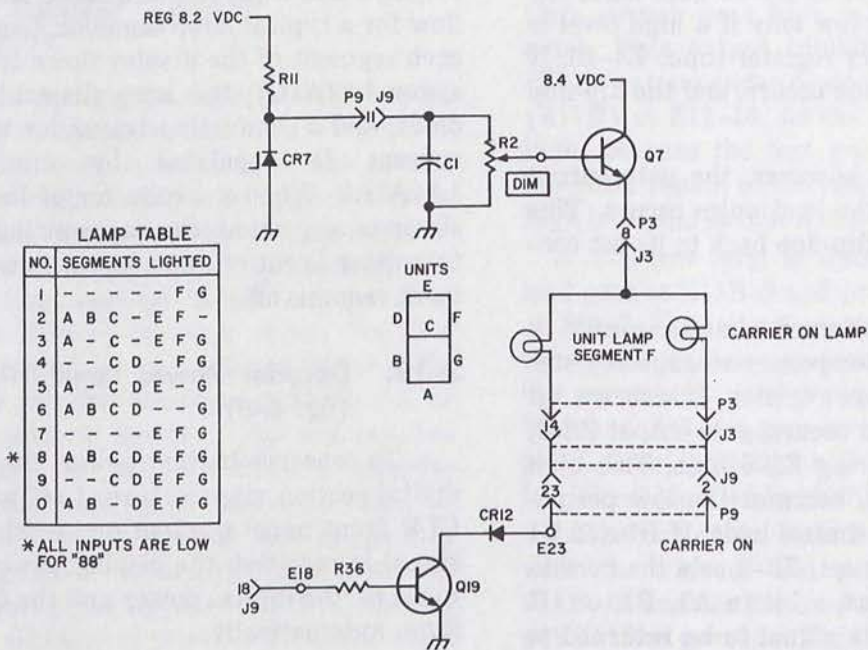 REG 8.2 VDC
R11
P9 J9
11
8.4 VDC
R2
Q7
CR7
C1
DIM
P3
8
J3
LAMP TABLE
NO. SEGMENTS LIGHTED
1 - - - - - F G
2 A B C - E F -
3 A - C - E F G
4 - - C D - F G
5 A - C D E - G
6 A B C D - - G
7 - - - - E F G
* 8 A B C D E F G
9 - - C D E F G
0 A B - D E F G
* ALL INPUTS ARE LOW
FOR "88"
UNITS
E
D F
C
B G
A
UNIT LAMP
SEGMENT F
CARRIER ON LAMP
P3
14 J3
J9
23 2
P9
CR12
E23
CARRIER ON
18 E18 R36
J9
Q19